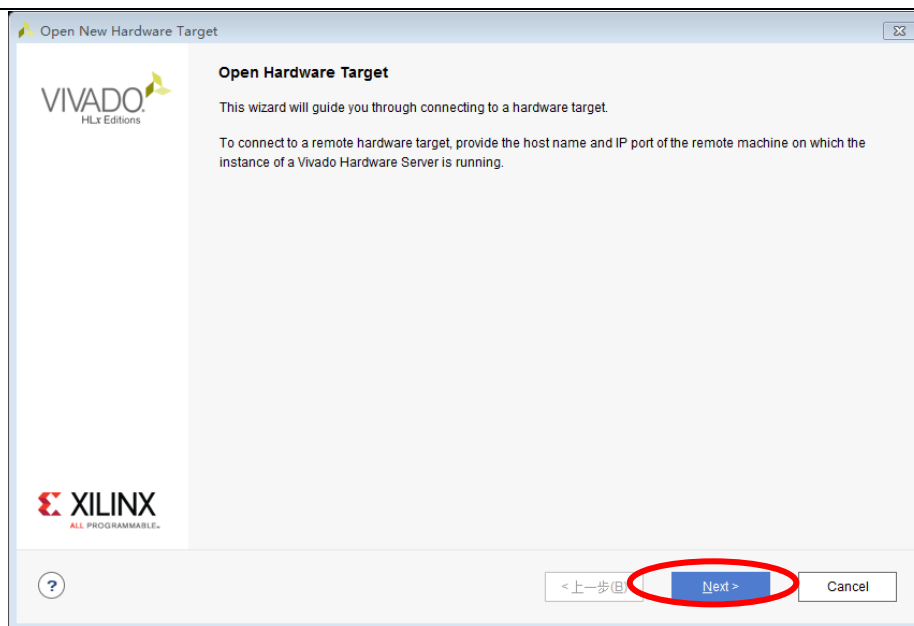 Open New Hardware Target
VIVADO.
HLx Editions
Open Hardware Target
This wizard will guide you through connecting to a hardware target.
To connect to a remote hardware target, provide the host name and IP port of the remote machine on which the
instance of a Vivado Hardware Server is running.
XILINX
ALL PROGRAMMABLE.
?
<上一步(B)
Next >
Cancel